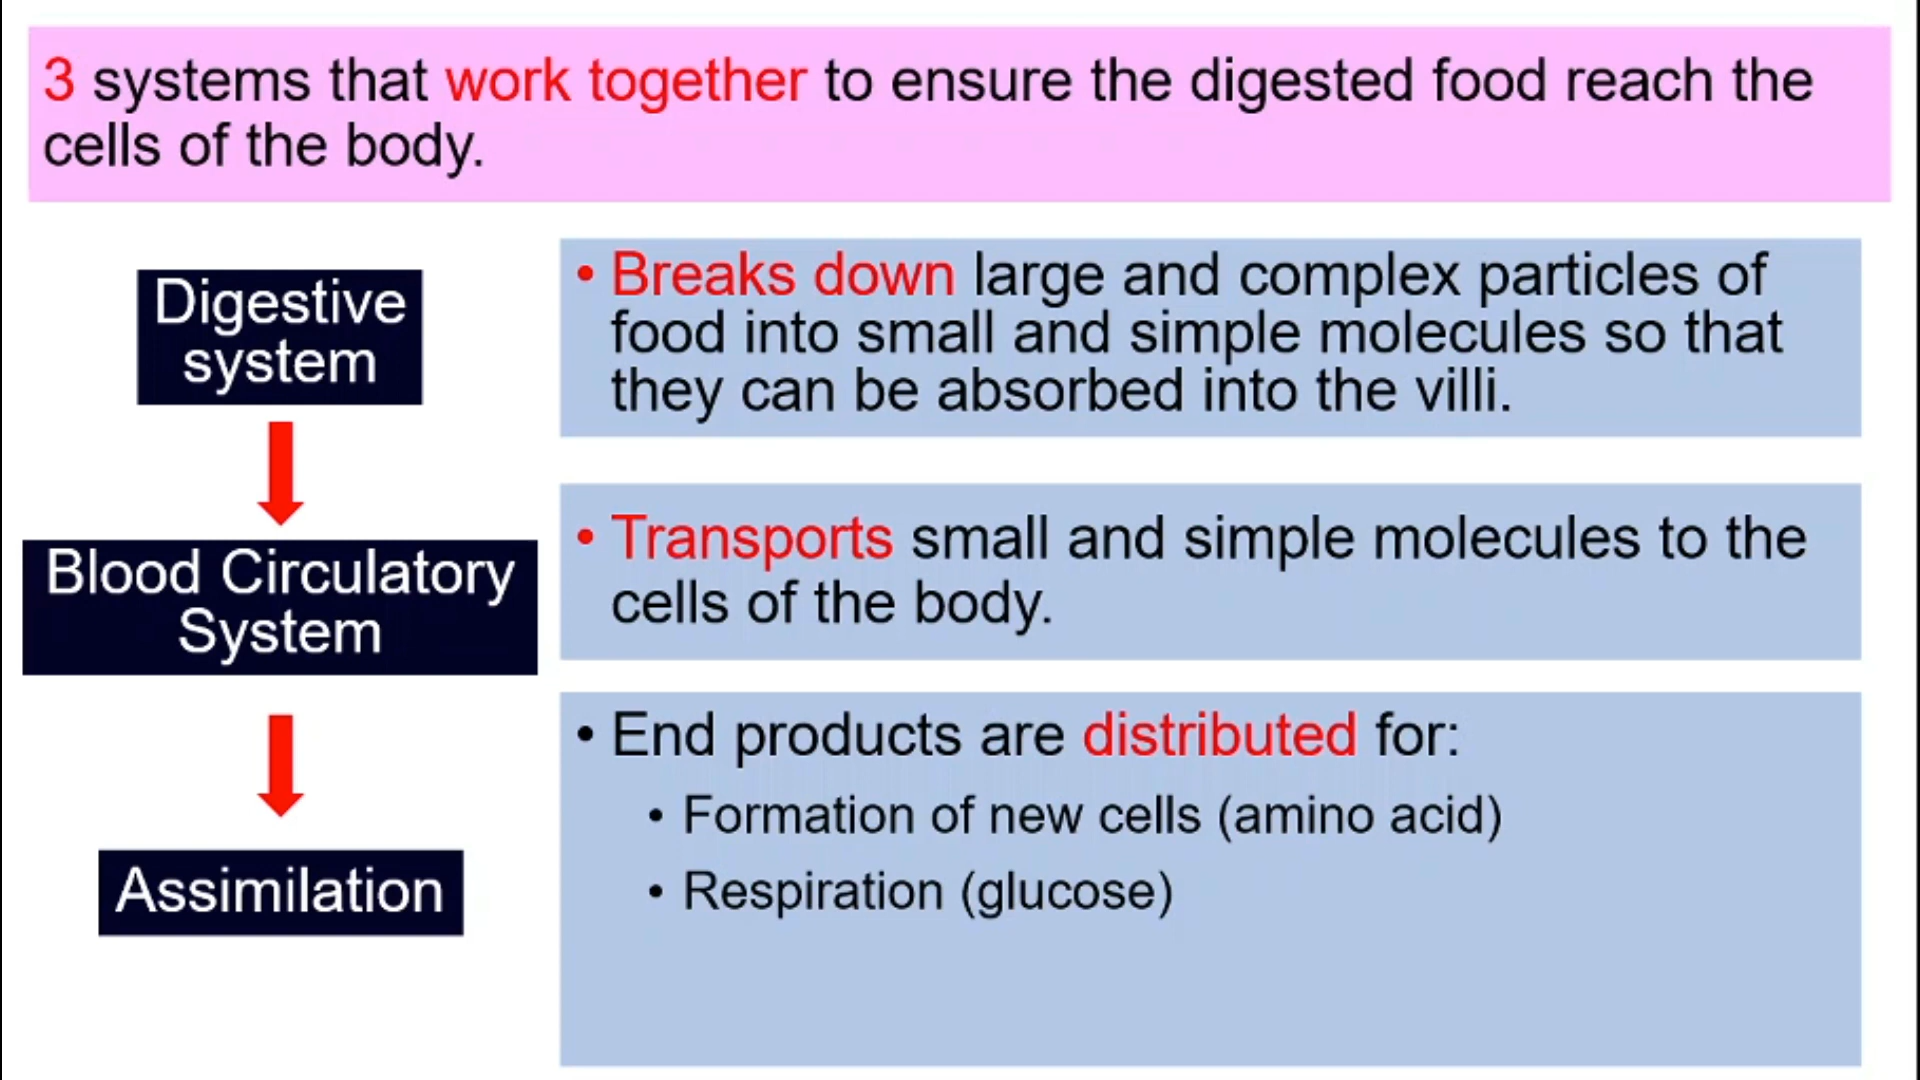 3 systems that work together to ensure the digested food reach the
cells of the body.
Digestive
system
• Breaks down large and complex particles of
food into small and simple molecules so that
they can be absorbed into the villi.
Blood Circulatory
System
• Transports small and simple molecules to the
cells of the body.
Assimilation
• End products are distributed for:
• Formation of new cells (amino acid)
• Respiration (glucose)